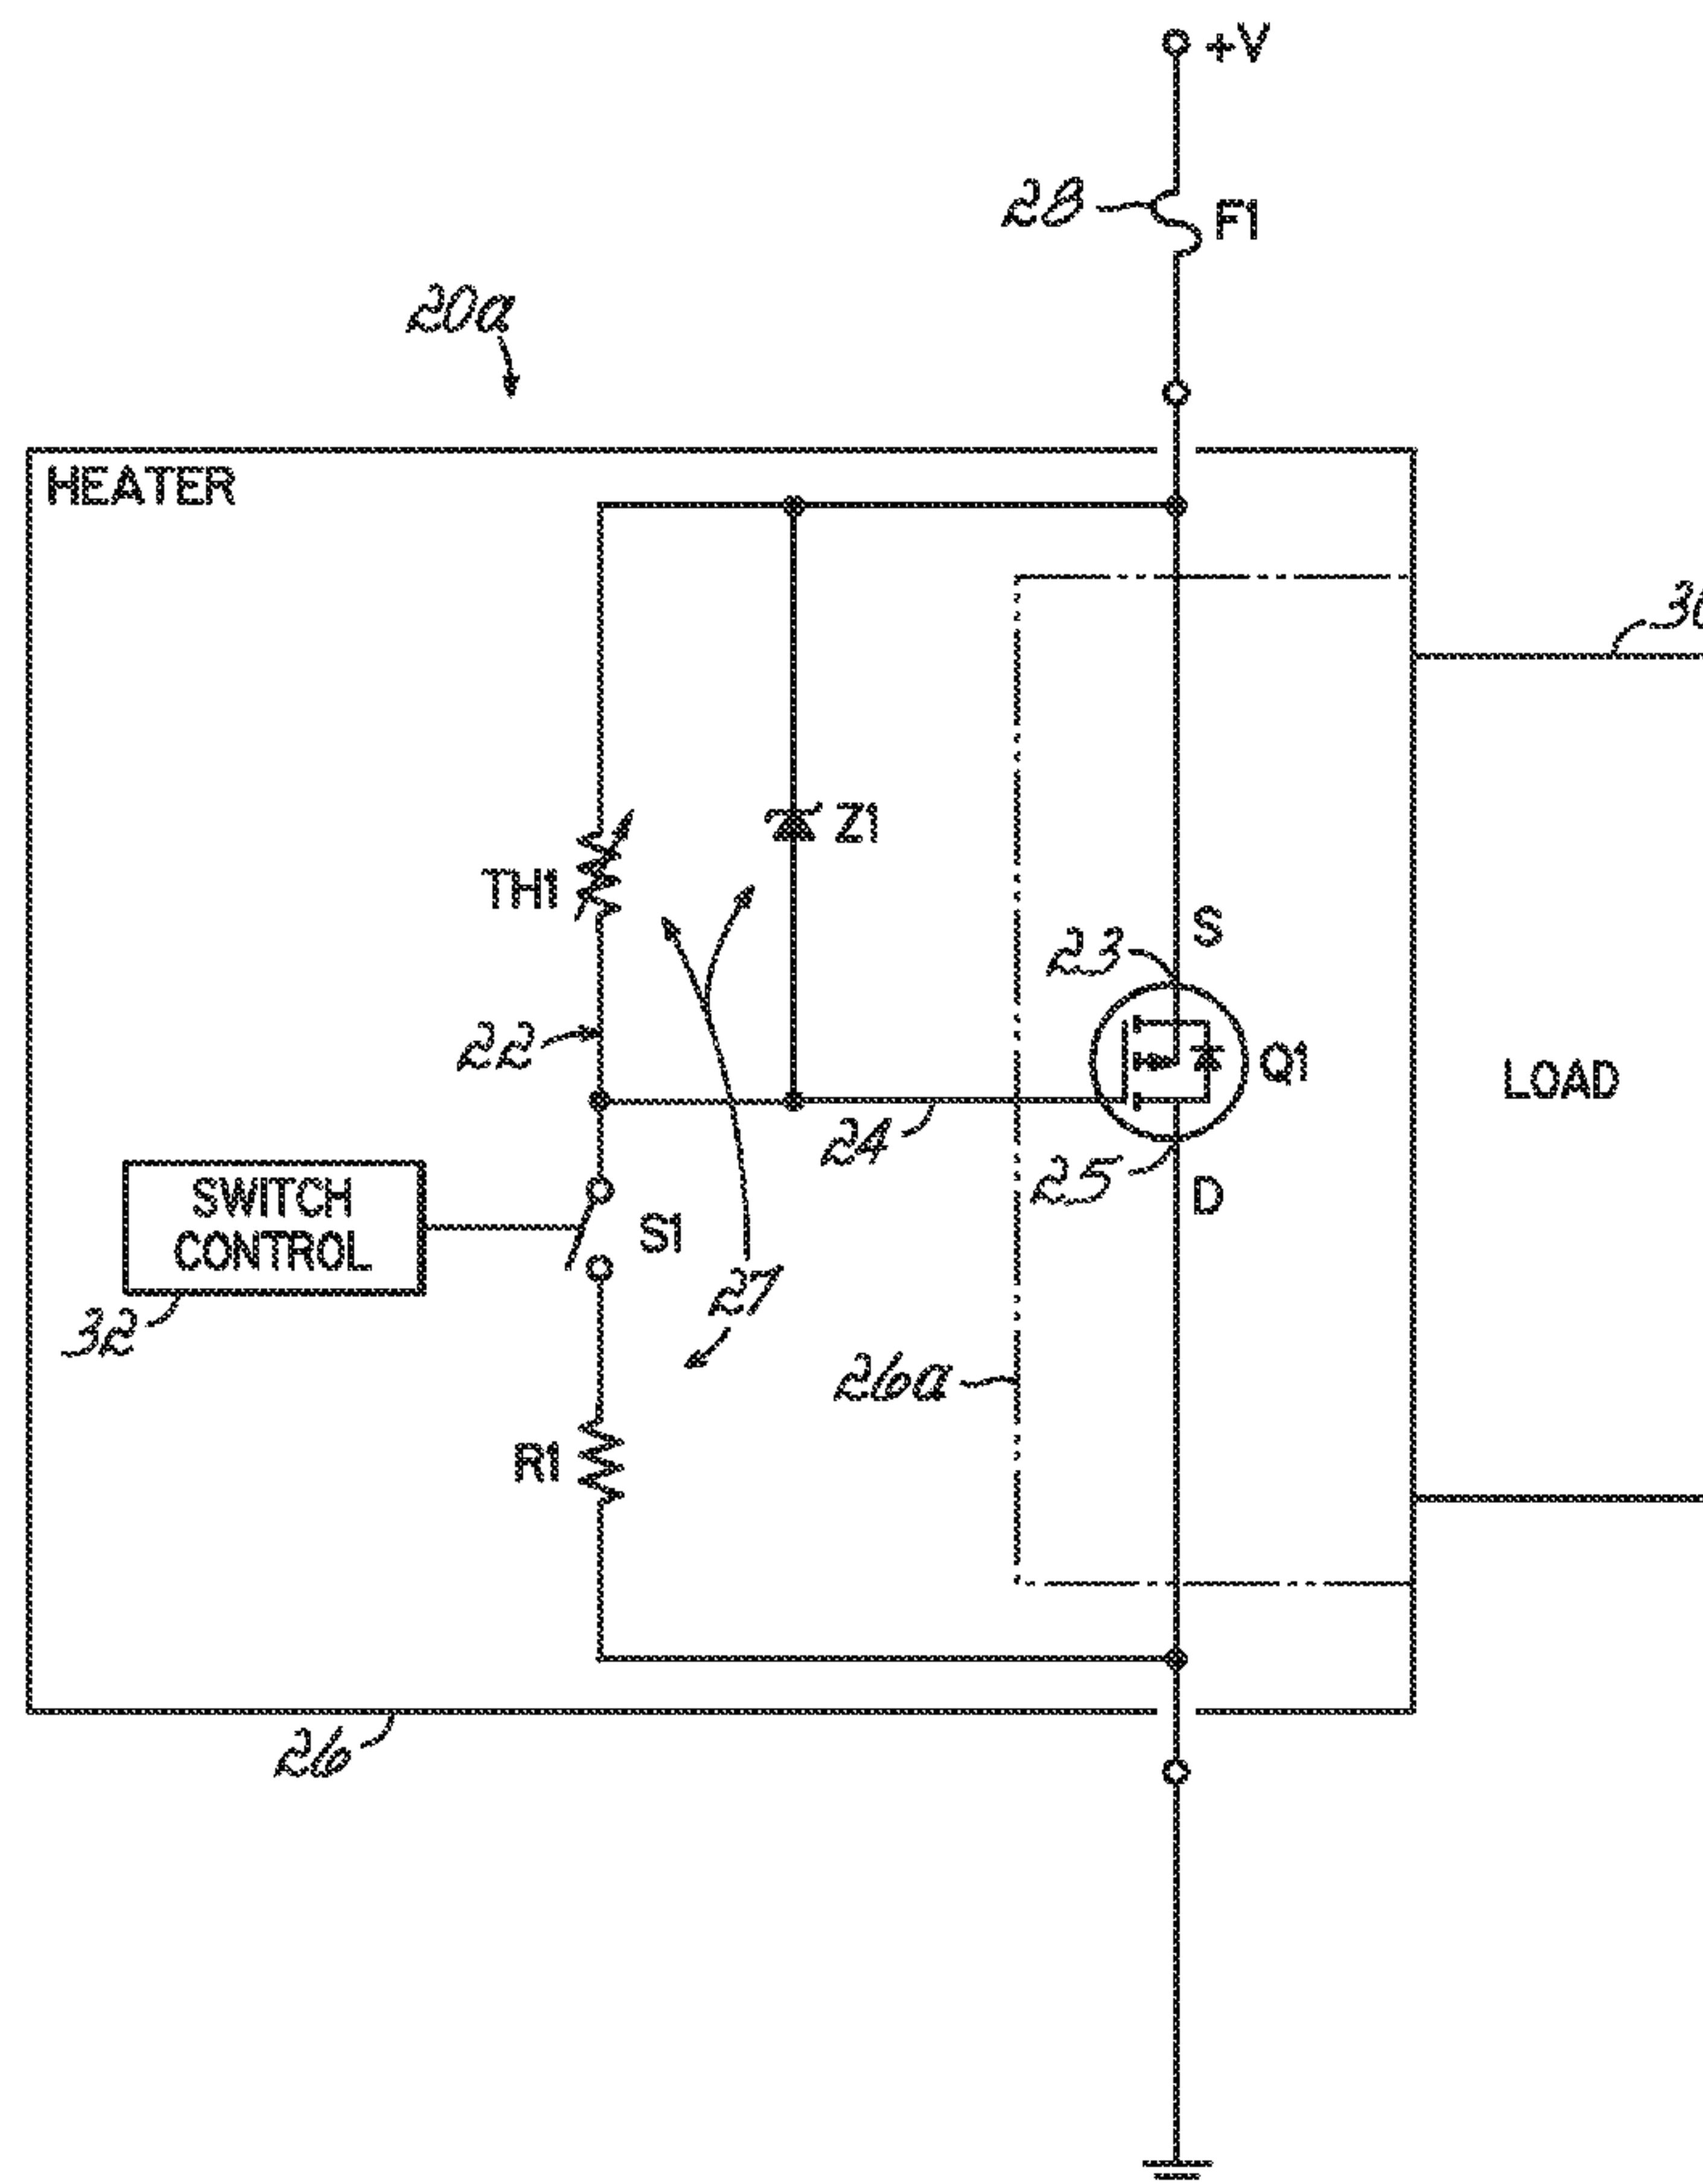 +V
28
F1
20a
HEATER
TH1
Z1
S
23
22
Q1
LOAD
24
25
D
SWITCH
CONTROL
S1
32
27
26a
R1
26